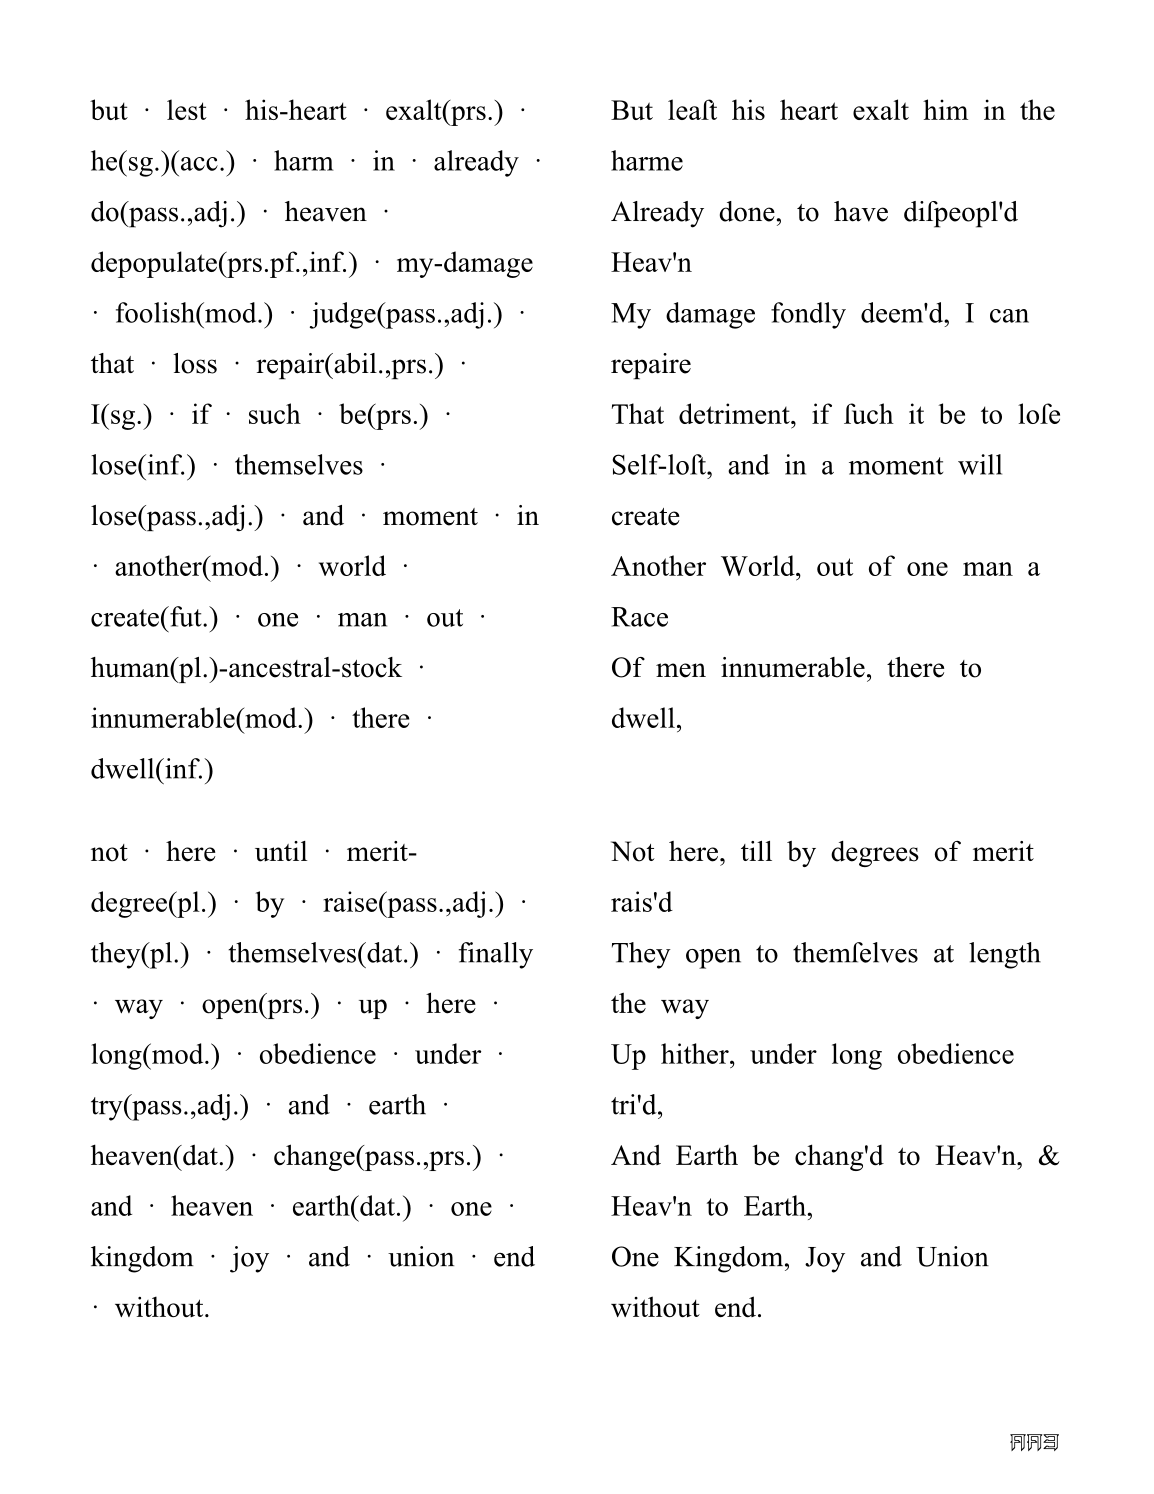 but · lest · his-heart · exalt(prs.) ·
he(sg.)(acc.) · harm · in · already ·
do(pass.,adj.) · heaven ·
depopulate(prs.pf.,inf.) · my-damage
· foolish(mod.) · judge(pass.,adj.) ·
that · loss · repair(abil.,prs.) ·
I(sg.) · if · such · be(prs.) ·
lose(inf.) · themselves ·
lose(pass.,adj.) · and · moment · in
· another(mod.) · world ·
create(fut.) · one · man · out ·
human(pl.)-ancestral-stock ·
innumerable(mod.) · there ·
dwell(inf.)
But leaſt his heart exalt him in the
harme
Already done, to have diſpeopl'd
Heav'n
My damage fondly deem'd, I can
repaire
That detriment, if ſuch it be to loſe
Self-loſt, and in a moment will
create
Another World, out of one man a
Race
Of men innumerable, there to
dwell,
not · here · until · merit-
degree(pl.) · by · raise(pass.,adj.) ·
they(pl.) · themselves(dat.) · finally
· way · open(prs.) · up · here ·
long(mod.) · obedience · under ·
try(pass.,adj.) · and · earth ·
heaven(dat.) · change(pass.,prs.) ·
and · heaven · earth(dat.) · one ·
kingdom · joy · and · union · end
· without.
Not here, till by degrees of merit
rais'd
They open to themſelves at length
the way
Up hither, under long obedience
tri'd,
And Earth be chang'd to Heav'n, &
Heav'n to Earth,
One Kingdom, Joy and Union
without end.